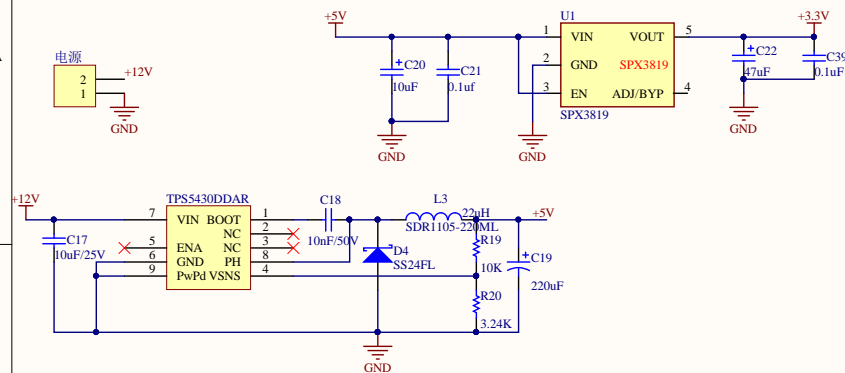 电源
2
+12V
1
GND
+5V
U1
+3.3V
1
VIN
VOUT
5
C20
10uF
C21
0.1uf
2
GND
SPX3819
3
EN
ADJ/BYP
4
SPX3819
C22
47uF
C39
0.1uF
GND
GND
GND
+12V
TPS5430DDAR
C18
L3
7
VIN
BOOT
1
NC
2
5
ENA
NC
3
6
GND
PH
8
9
PwPd
VSNS
4
C17
10uF/25V
10nF/50V
22uH
SDR1105-220ML
+5V
D4
SS24FL
R19
10K
C19
220uF
R20
3.24K
GND